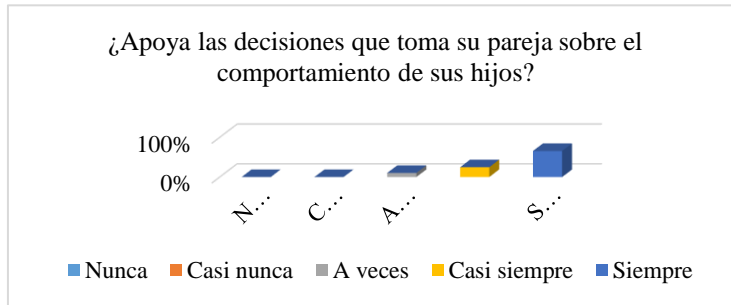 ¿Apoya las decisiones que toma su pareja sobre el
comportamiento de sus hijos?
100%
0%
N...
C...
A...
S...
Nunca
Casi nunca
A veces
Casi siempre
Siempre